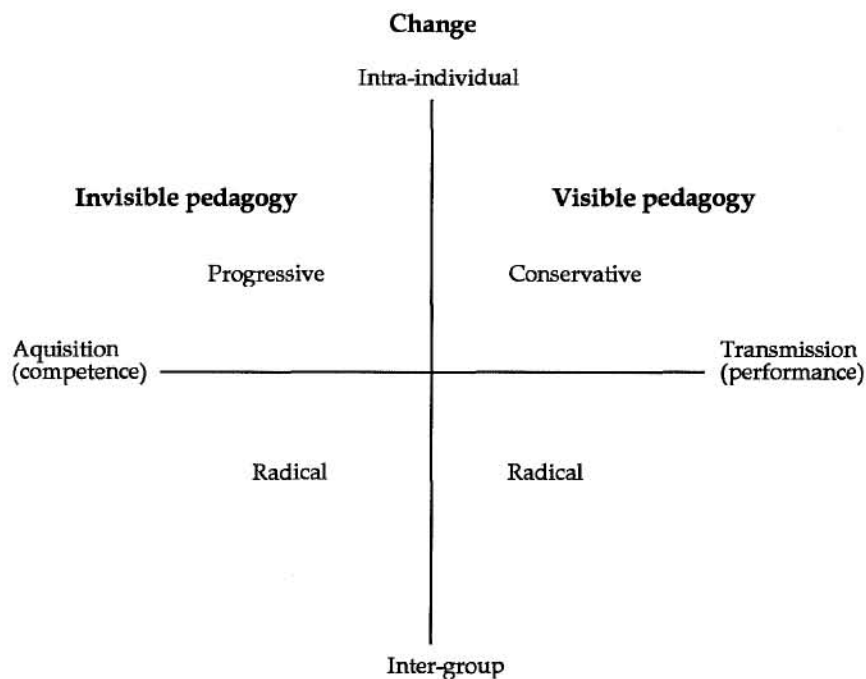 Change
Intra-individual
Invisible pedagogy
Visible pedagogy
Progressive
Conservative
Aquisition
(competence)
Transmission
(performance)
Radical
Radical
Inter-group